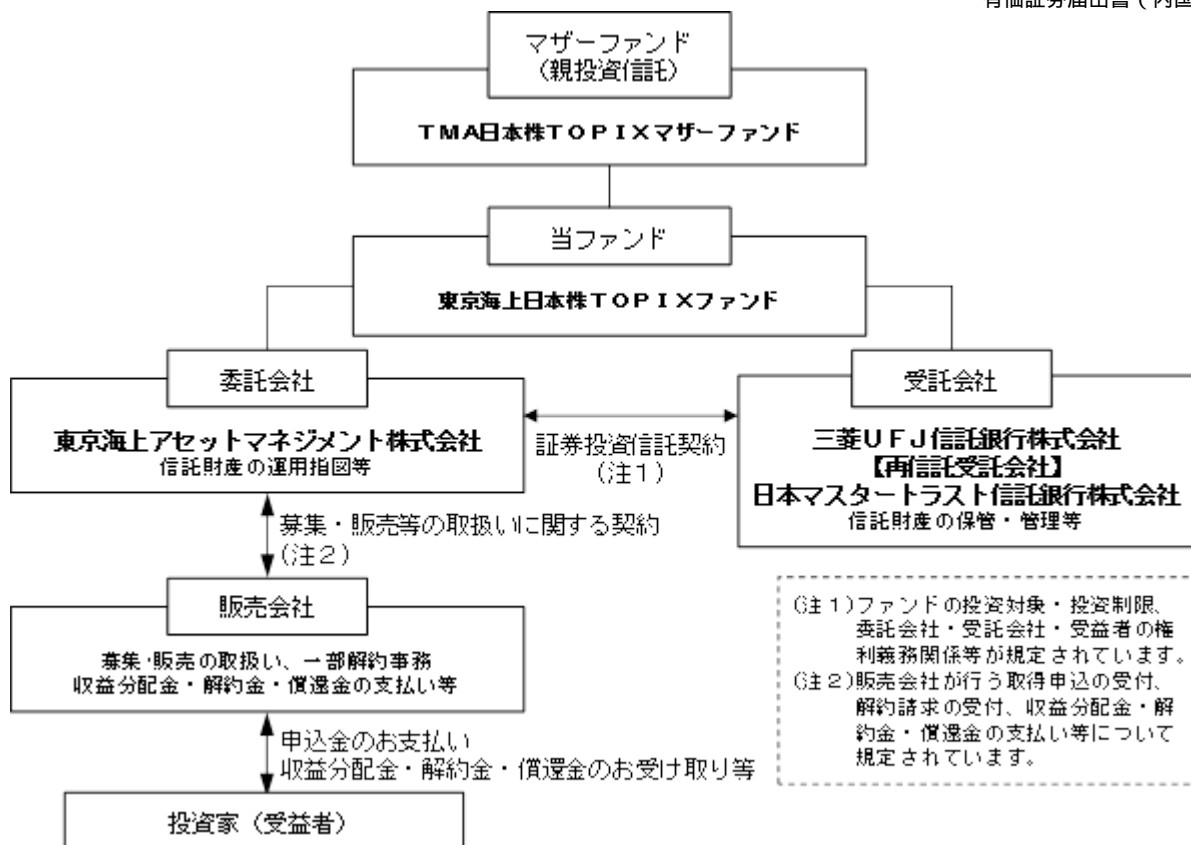 有価証券届出書(内国
マザーファンド
(親投資信託)
TMA日本株TOPIXマザーファンド
当ファンド
東京海上日本株TOPIXファンド
委託会社
東京海上アセットマネジメント株式会社
信託財産の運用指図等
証券投資信託契約
(注1)
受託会社
三菱UFJ信託銀行株式会社
【再信託受託会社】
日本マスタートラスト信託銀行株式会社
信託財産の保管・管理等
募集・販売等の取扱いに関する契約
(注2)
販売会社
募集・販売の取扱い、一部解約事務
収益分配金・解約金・償還金の支払い等
(注1)ファンドの投資対象・投資制限、
委託会社・受託会社・受益者の権
利義務関係等が規定されています。
(注2)販売会社が行う取得申込の受付、
解約請求の受付、収益分配金・解
約金・償還金の支払い等について
規定されています。
申込金のお支払い
収益分配金・解約金・償還金のお受け取り等
投資家(受益者)